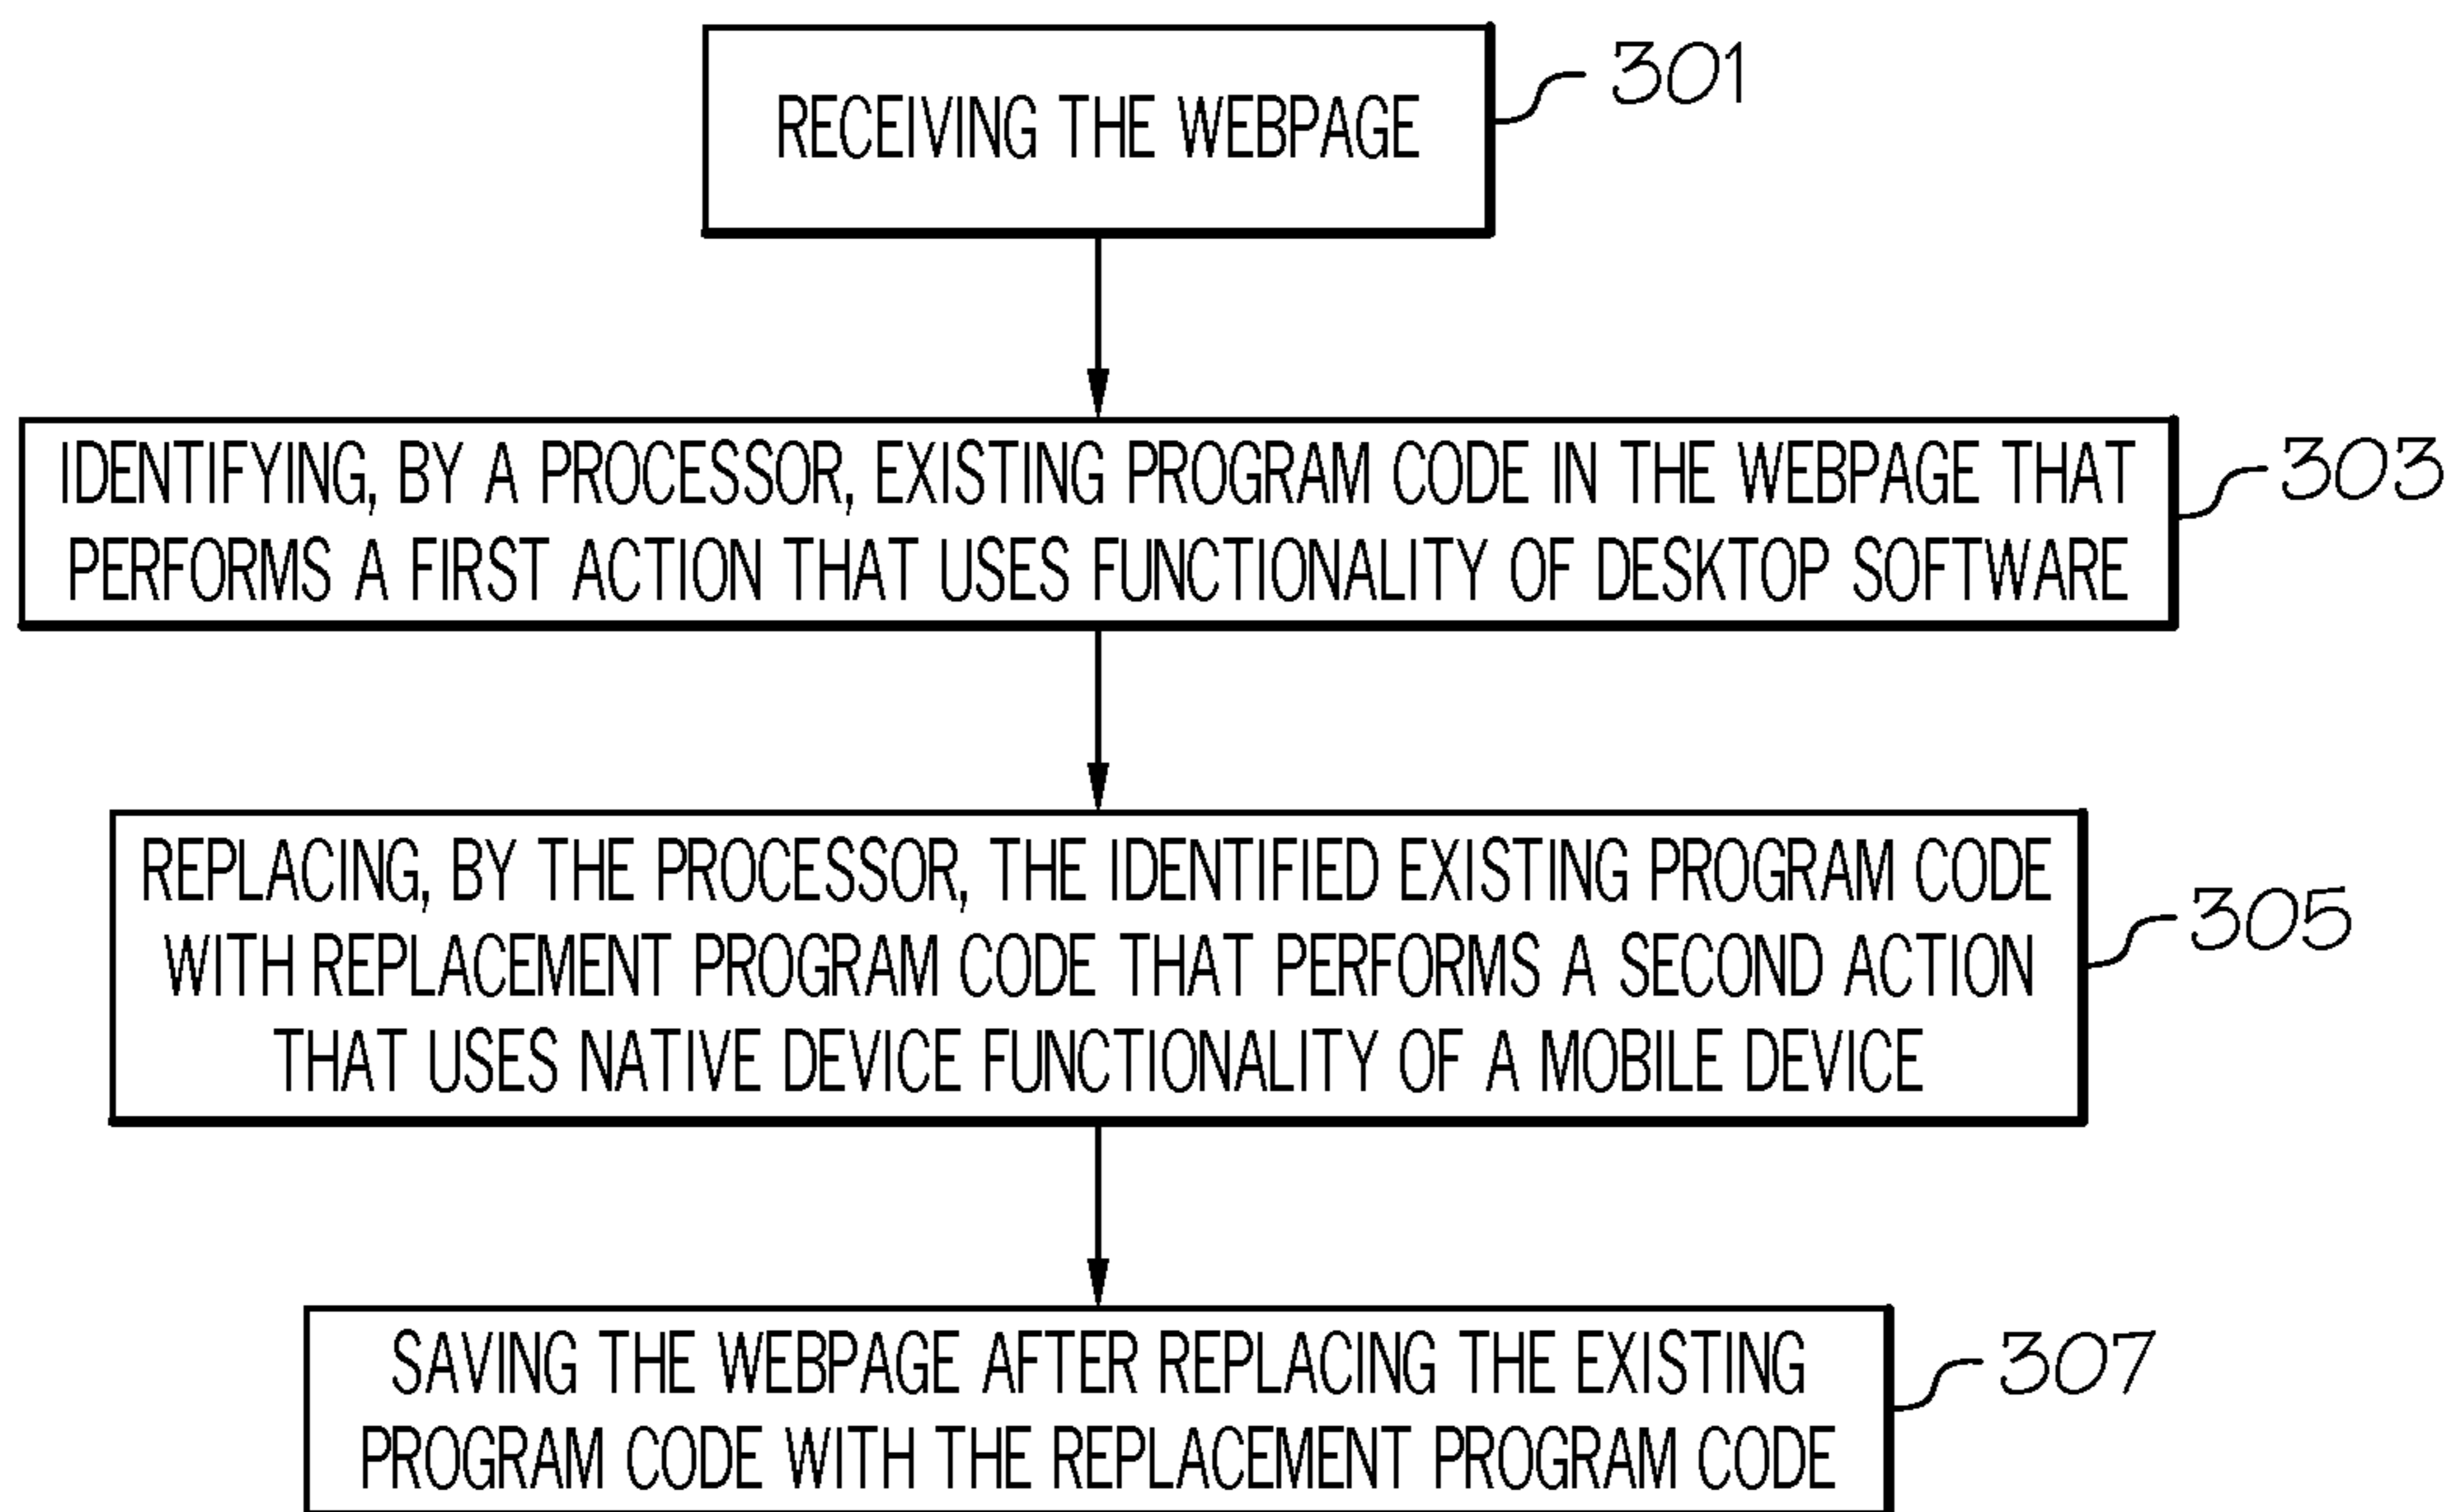 RECEIVING THE WEBPAGE
301
IDENTIFYING, BY A PROCESSOR, EXISTING PROGRAM CODE IN THE WEBPAGE THAT
PERFORMS A FIRST ACTION THAT USES FUNCTIONALITY OF DESKTOP SOFTWARE
303
REPLACING, BY THE PROCESSOR, THE IDENTIFIED EXISTING PROGRAM CODE
WITH REPLACEMENT PROGRAM CODE THAT PERFORMS A SECOND ACTION
THAT USES NATIVE DEVICE FUNCTIONALITY OF A MOBILE DEVICE
305
SAVING THE WEBPAGE AFTER REPLACING THE EXISTING
PROGRAM CODE WITH THE REPLACEMENT PROGRAM CODE
307